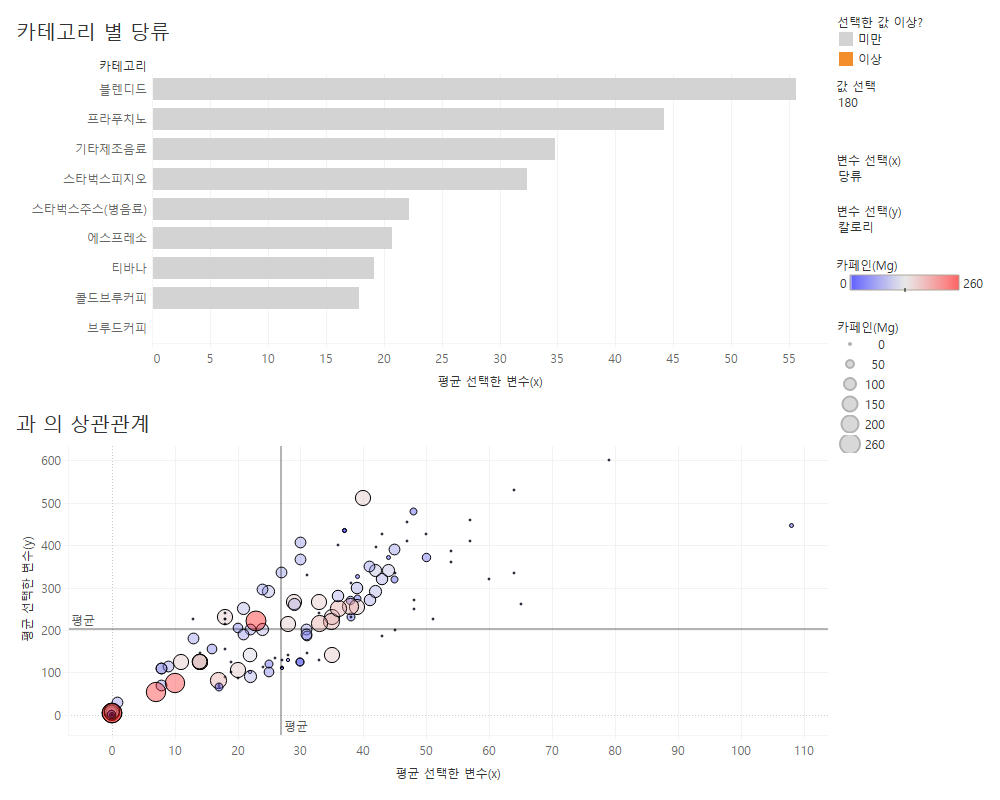 카테고리 별 당류
카테고리
블렌디드
프라푸치노
기타제조음료
스타벅스피지오
스타벅스주스(병음료)
에스프레소
티바나
콜드브루커피
브루드커피
0 5 10 15 20 25 30 35 40 45 50 55
평균 선택한 변수(x)
선택한 값 이상?
미만
이상
값 선택
180
변수 선택(x)
당류
변수 선택(y)
칼로리
카페인(Mg)
0 260
카페인(Mg)
0
50
100
150
200
260
과 의 상관관계
평균 선택한 변수(y)
600
500
400
300
200
100
0
평균
평균
0 10 20 30 40 50 60 70 80 90 100 110
평균 선택한 변수(x)